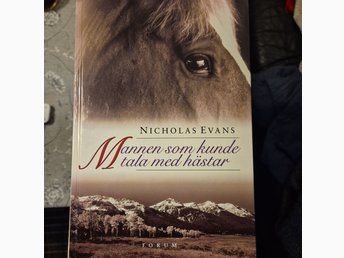 NICHOLAS EVANS
Mannen som kunde
tala med hästar
FORUM